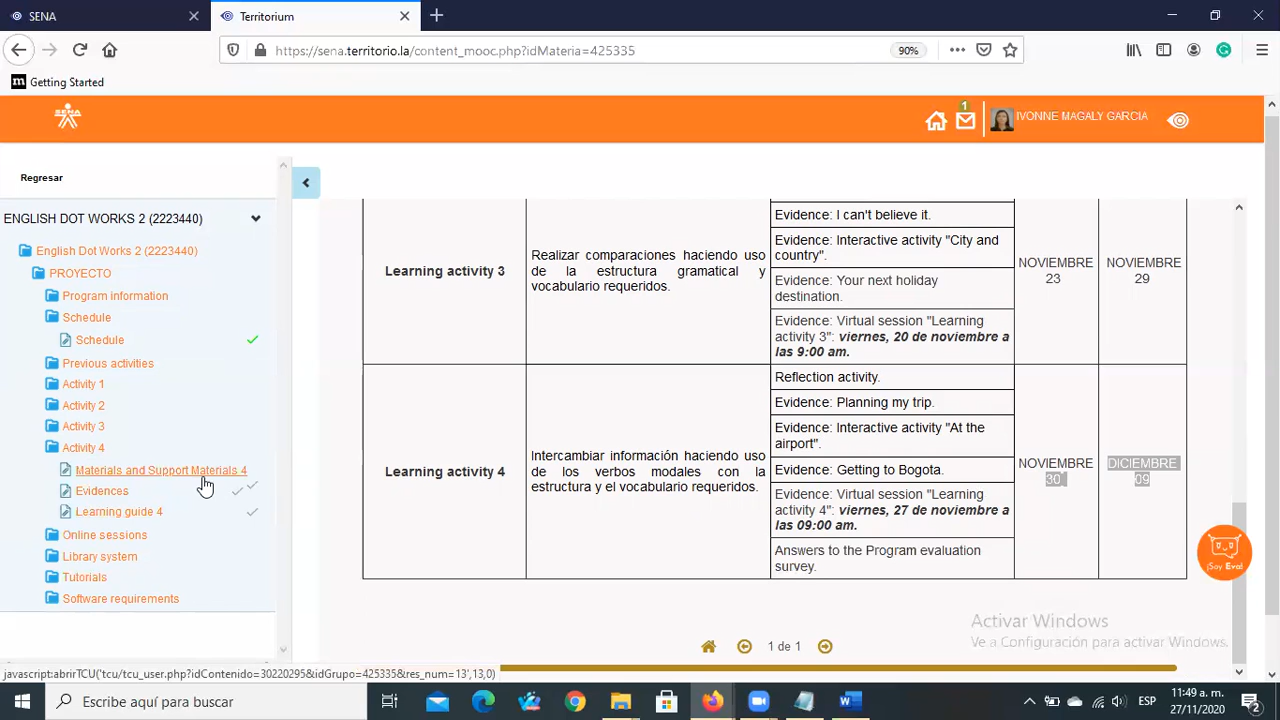 SENA
Territorium
https://sena.territorio.la/content_mooc.php?idMateria=425335
90%
Getting Started
SENA
1
IVONNE MAGALY GARCIA
Regresar
ENGLISH DOT WORKS 2 (2223440)
English Dot Works 2 (2223440)
PROYECTO
Program information
Schedule
Schedule
Previous activities
Activity 1
Activity 2
Activity 3
Activity 4
Materials and Support Materials 4
Evidences
Learning guide 4
Online sessions
Library system
Tutorials
Software requirements
Learning activity 3
Realizar comparaciones haciendo uso
de la estructura gramatical y
vocabulario requeridos.
Evidence: I can't believe it.
Evidence: Interactive activity "City and
country".
Evidence: Your next holiday
destination.
Evidence: Virtual session "Learning
activity 3": viernes, 20 de noviembre a
las 9:00 am.
NOVIEMBRE
23
NOVIEMBRE
29
Learning activity 4
Intercambiar información haciendo uso
de los verbos modales con la
estructura y el vocabulario requeridos.
Reflection activity.
Evidence: Planning my trip.
Evidence: Interactive activity "At the
airport".
Evidence: Getting to Bogota.
Evidence: Virtual session "Learning
activity 4": viernes, 27 de noviembre a
las 09:00 am.
Answers to the Program evaluation
survey.
NOVIEMBRE
30
DICIEMBRE
09
¡Soy Eva!
Activar Windows
Ve a Configuración para activar Windows.
1 de 1
javascript:abrirTCU('tcu/tcu_user.php?idContenido=30220295&idGrupo=425335&res_num=13',13,0)
Escribe aquí para buscar
ESP
11:49 a. m.
27/11/2020
2